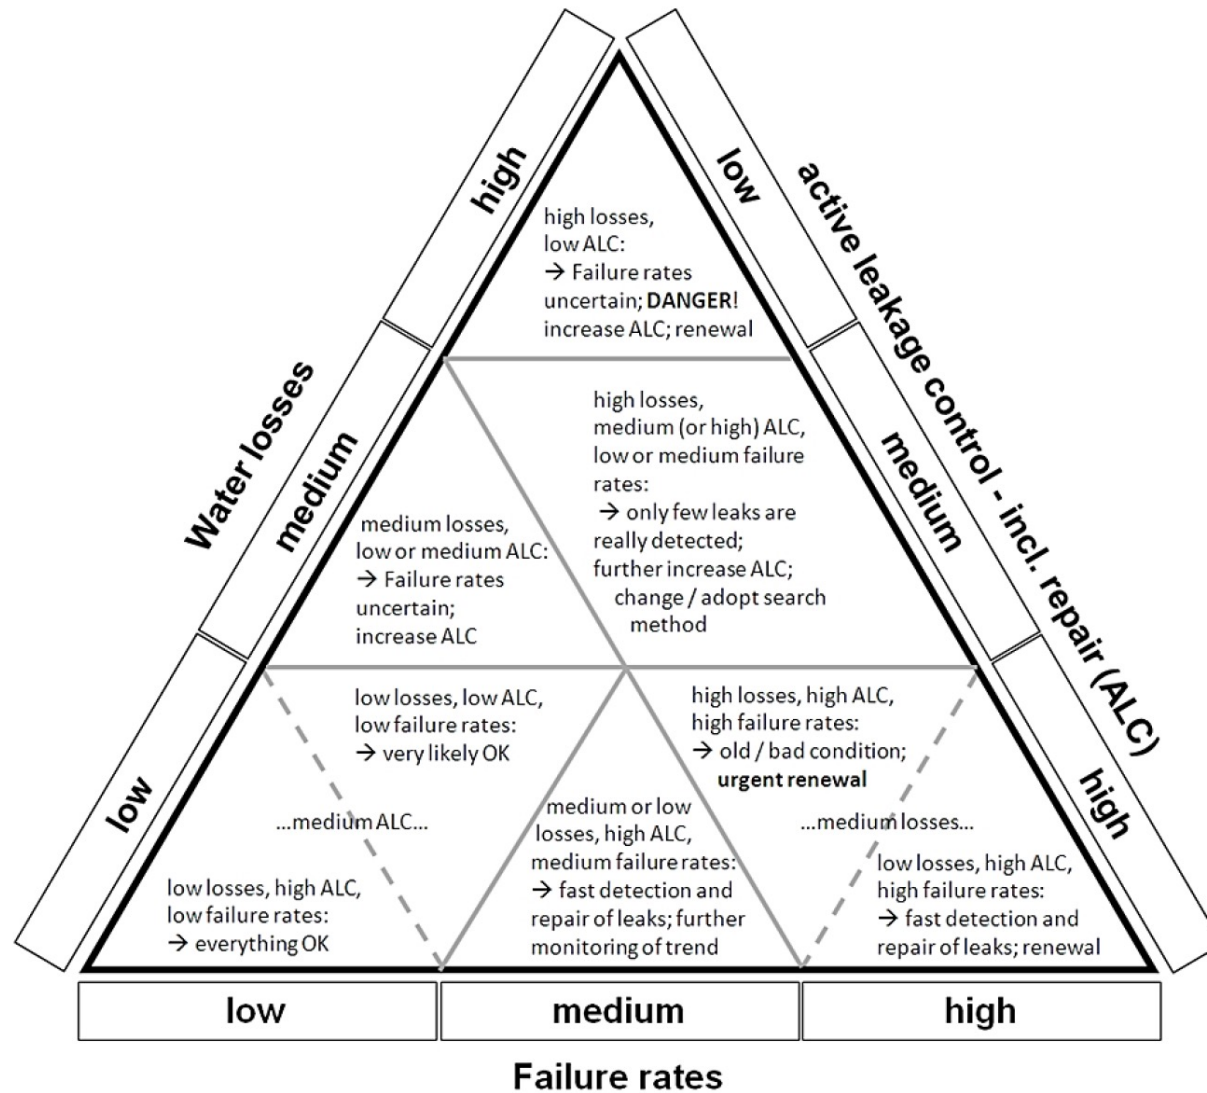 high
medium
low
Water losses
low
medium
high
active leakage control - incl. repair (ALC)
high losses,
low ALC:
→ Failure rates
uncertain; DANGER!
increase ALC; renewal
high losses,
medium (or high) ALC,
low or medium failure
rates:
→ only few leaks are
really detected;
further increase ALC;
change / adopt search
method
medium losses,
low or medium ALC:
→ Failure rates
uncertain;
increase ALC
low losses, low ALC,
low failure rates:
→ very likely OK
...medium ALC...
low losses, high ALC,
low failure rates:
→ everything OK
medium or low
losses, high ALC,
medium failure rates:
→ fast detection and
repair of leaks; further
monitoring of trend
high losses, high ALC,
high failure rates:
→ old / bad condition;
urgent renewal
...medium losses...
low losses, high ALC,
high failure rates:
→ fast detection and
repair of leaks; renewal
low
medium
high
Failure rates